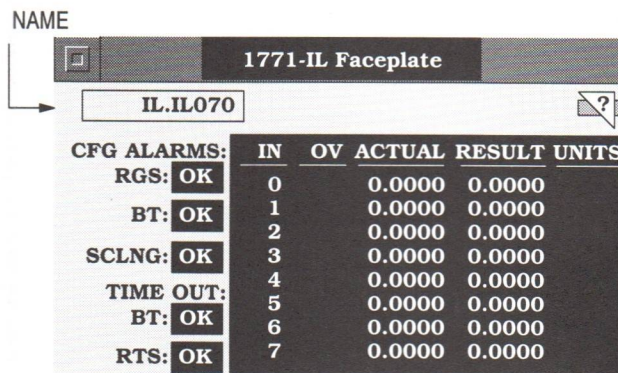 NAME
1771-IL Faceplate
IL.IL070
?
CFG ALARMS:
RGS: OK
BT: OK
SCLNG: OK
TIME OUT:
BT: OK
RTS: OK
IN OV ACTUAL RESULT UNITS
0 0.0000 0.0000
1 0.0000 0.0000
2 0.0000 0.0000
3 0.0000 0.0000
4 0.0000 0.0000
5 0.0000 0.0000
6 0.0000 0.0000
7 0.0000 0.0000